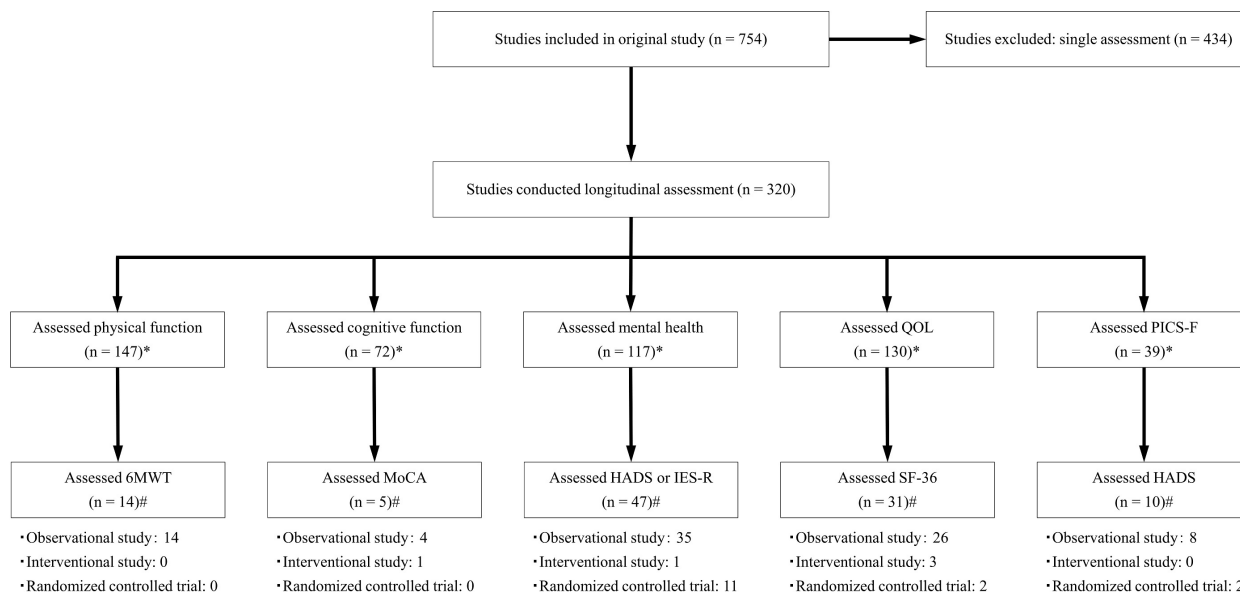 Studies included in original study (n = 754)
Studies excluded: single assessment (n = 434)
Studies conducted longitudinal assessment (n = 320)
Assessed physical function
(n = 147)*
Assessed cognitive function
(n = 72)*
Assessed mental health
(n = 117)*
Assessed QOL
(n = 130)*
Assessed PICS-F
(n = 39)*
Assessed 6MWT
(n = 14)#
Assessed MoCA
(n = 5)#
Assessed HADS or IES-R
(n = 47)#
Assessed SF-36
(n = 31)#
Assessed HADS
(n = 10)#
・Observational study: 14
・Interventional study: 0
・Randomized controlled trial: 0
・Observational study: 4
・Interventional study: 1
・Randomized controlled trial: 0
・Observational study: 35
・Interventional study: 1
・Randomized controlled trial: 11
・Observational study: 26
・Interventional study: 3
・Randomized controlled trial: 2
・Observational study: 8
・Interventional study: 0
・Randomized controlled trial: 2